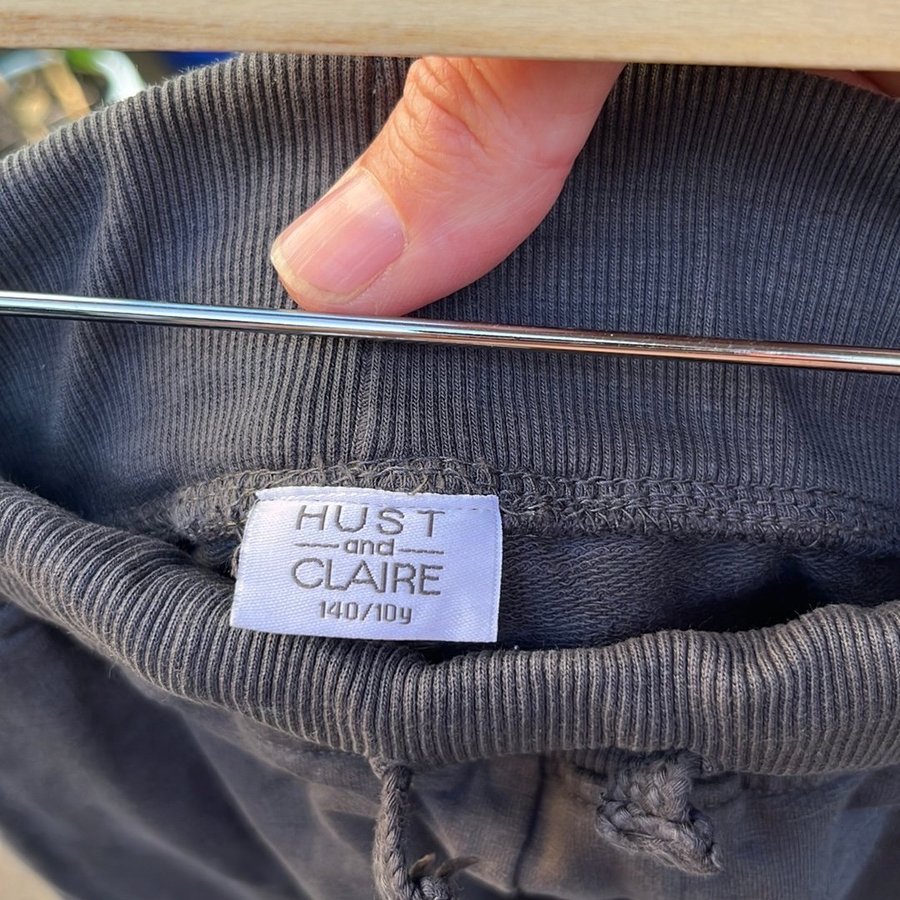 HUST
and
CLAIRE
140/10y